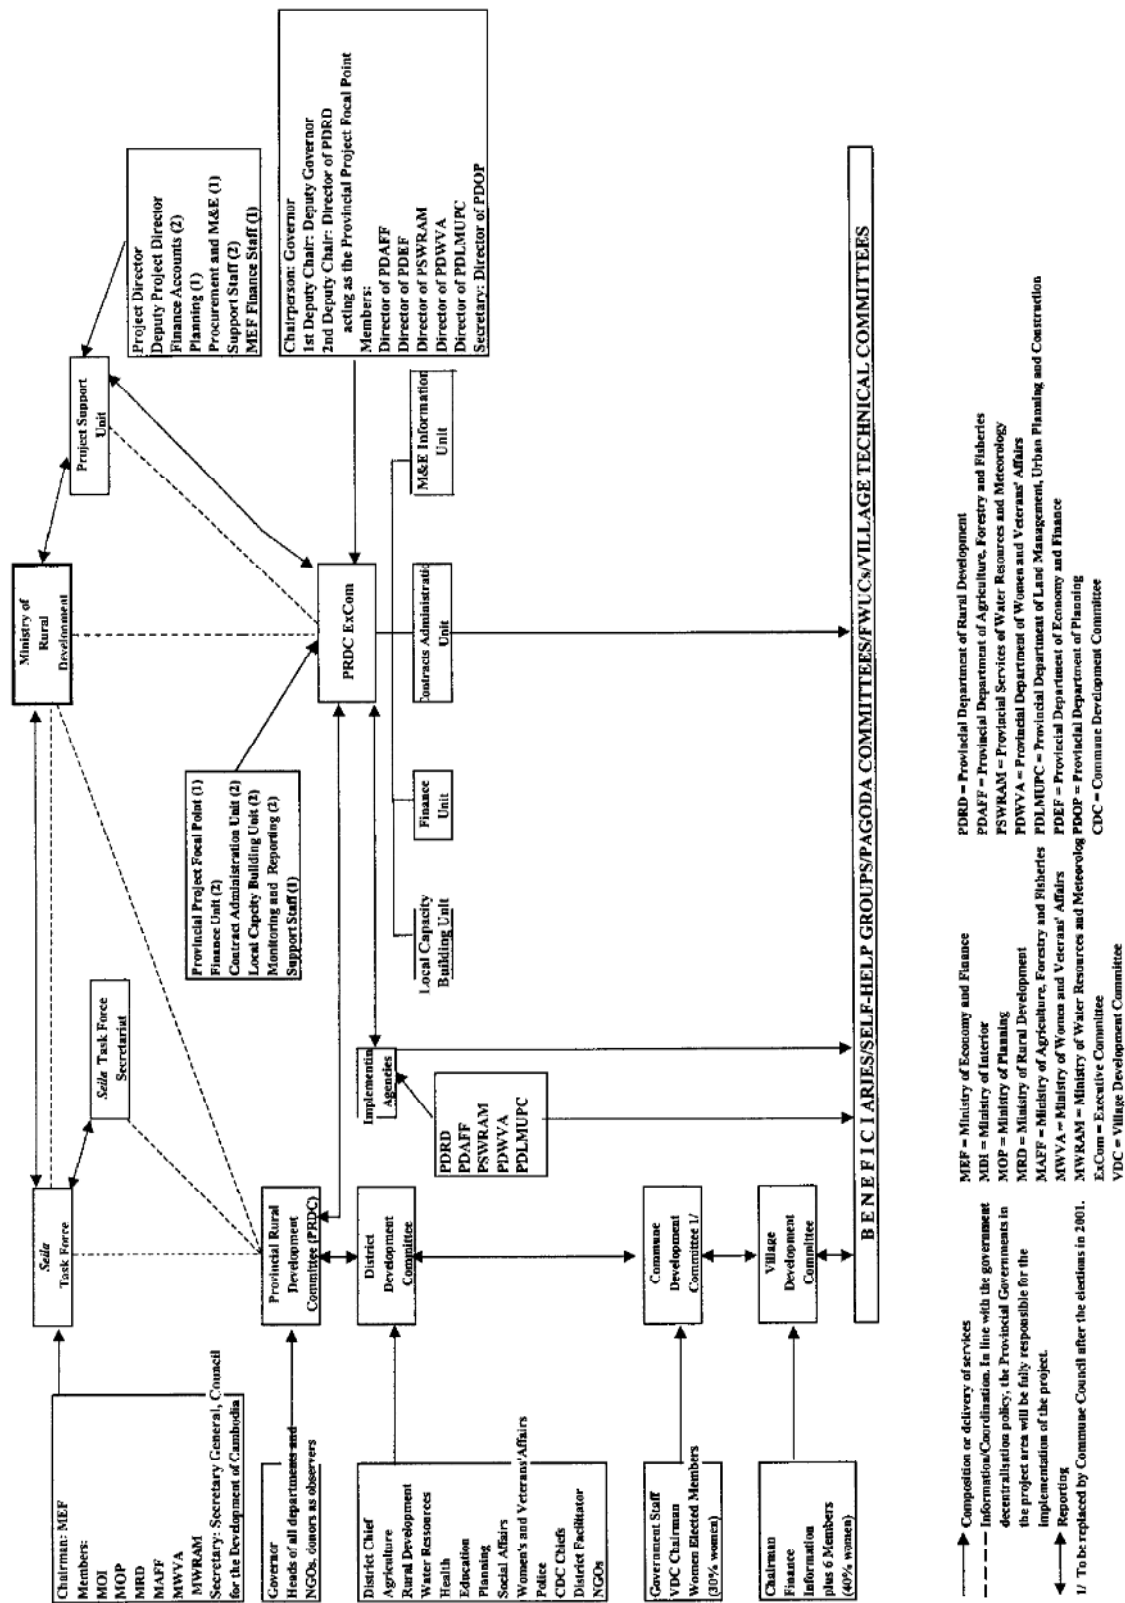 Chairman: MEF
Members:
MOI
MOP
MRD
MAFF
MWVA
MWRAM
Secretary: Secretary General, Council
for the Development of Cambodia
Seila
Task Force
Seila Task Force
Secretariat
Ministry of
Rural
Development
Project Support
Unit
Project Director
Deputy Project Director
Finance Accounts (2)
Planning (1)
Procurement and M&E (1)
Support Staff (2)
MEF Finance Staff (1)
Governor
Heads of all departments and
NGOs, donors as observers
Provincial Rural
Development
Committee (PRDC)
Provincial Project Focal Point (1)
Finance Unit (2)
Contract Administration Unit (2)
Local Capcity Building Unit (2)
Monitoring and Reporting (2)
Support Staff (1)
PRDC ExCom
Chairperson: Governor
1st Deputy Chair: Deputy Governor
2nd Deputy Chair: Director of PDRD
acting as the Provincial Project Focal Point
Members:
Director of PDAFF
Director of PDEF
Director of PSWRAM
Director of PDWVA
Director of PDLMUPC
Secretary: Director of PDOP
District Chief
Agriculture
Rural Development
Water Ressources
Health
Education
Planning
Social Affairs
Women's and Veterans'Affairs
Police
CDC Chiefs
District Facilitator
NGOs
District
Development
Committee
Implementin
Agencies
PDRD
PDAFF
PSWRAM
PDWVA
PDLMUPC
Local Capacity
Building Unit
Finance
Unit
Contracts Administratio
Unit
M&E Information
Unit
Government Staff
VDC Chairman
Women Elected Members
(30% women)
Commune
Development
Committee 1/
Chairman
Finance
Information
plus 6 Members
(40% women)
Village
Development
Committee
BENEFICIARIES/SELF-HELP GROUPS/PAGODA COMMITTEES/FWUCs/VILLAGE TECHNICAL COMMITTEES
Composition or delivery of services
Information/Coordination. In line with the government
decentralisation policy, the Provincial Governments in
the project area will be fully responsible for the
implementation of the project.
Reporting
1/ To be replaced by Commune Council after the elections in 2001.
MEF = Ministry of Economy and Finance
MDI = Ministry of Interior
MOP = Ministry of Planning
MRD = Ministry of Rural Development
MAFF = Ministry of Agriculture, Forestry and Fisheries
MWVA = Ministry of Women and Veterans' Affairs
MWRAM = Ministry of Water Resources and Meteorolog
ExCom = Executive Committee
VDC = Village Development Committee
PDRD = Provincial Department of Rural Development
PDAFF = Provincial Department of Agriculture, Forestry and Fisheries
PSWRAM = Provincial Services of Water Resources and Meteorology
PDWVA = Provincial Department of Women and Veterans' Affairs
PDLMUPC = Provincial Department of Land Management, Urban Planning and Construction
PDEF = Provincial Department of Economy and Finance
PDOP = Provincial Department of Planning
CDC = Commune Development Committee